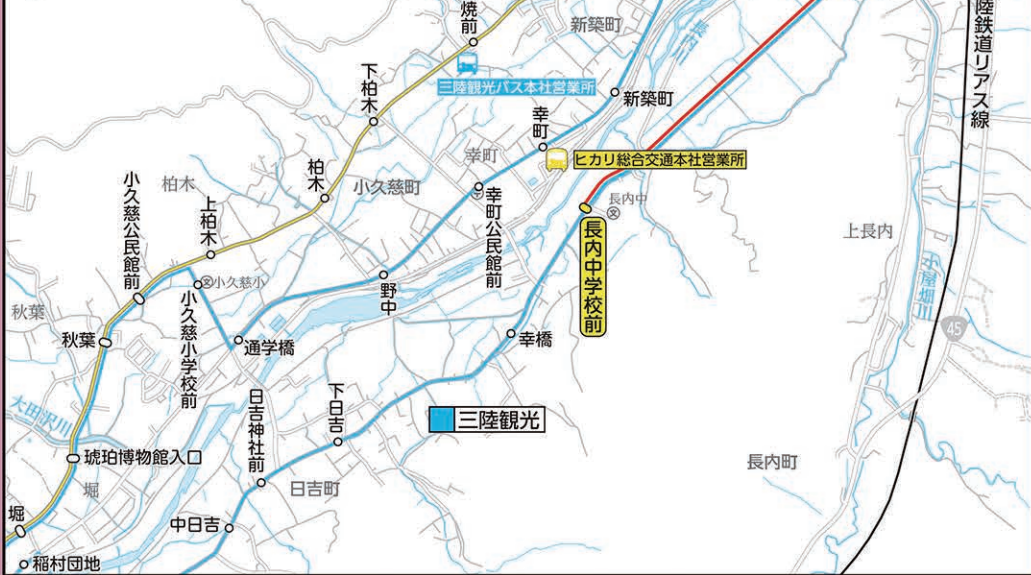 焼前
新築町
長内川
陸鉄道リアス線
三陸観光バス本社営業所
下柏木
新築町
幸町
幸町
ヒカリ総合交通本社営業所
柏木
柏木
小久慈町
小久慈公民館前
上柏木
幸町公民館前
長内中
長内中学校前
上長内
小屋畑川
小久慈小
小久慈小学校前
野中
秋葉
秋葉
通学橋
幸橋
45
大田沢川
日吉神社前
下日吉
三陸観光
琥珀博物館入口
堀
日吉町
長内町
堀
中日吉
稲村団地